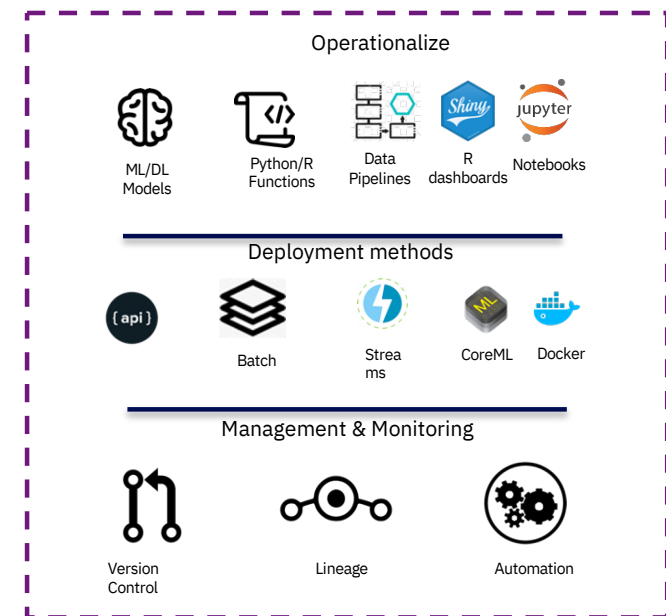 Operationalize
</>
Shiny
jupyter
ML/DL
Models
Python/R
Functions
Data
Pipelines
R
dashboards
Notebooks
Deployment methods
{ api }
ML
Batch
Strea
ms
CoreML
Docker
Management & Monitoring
Version
Control
Lineage
Automation